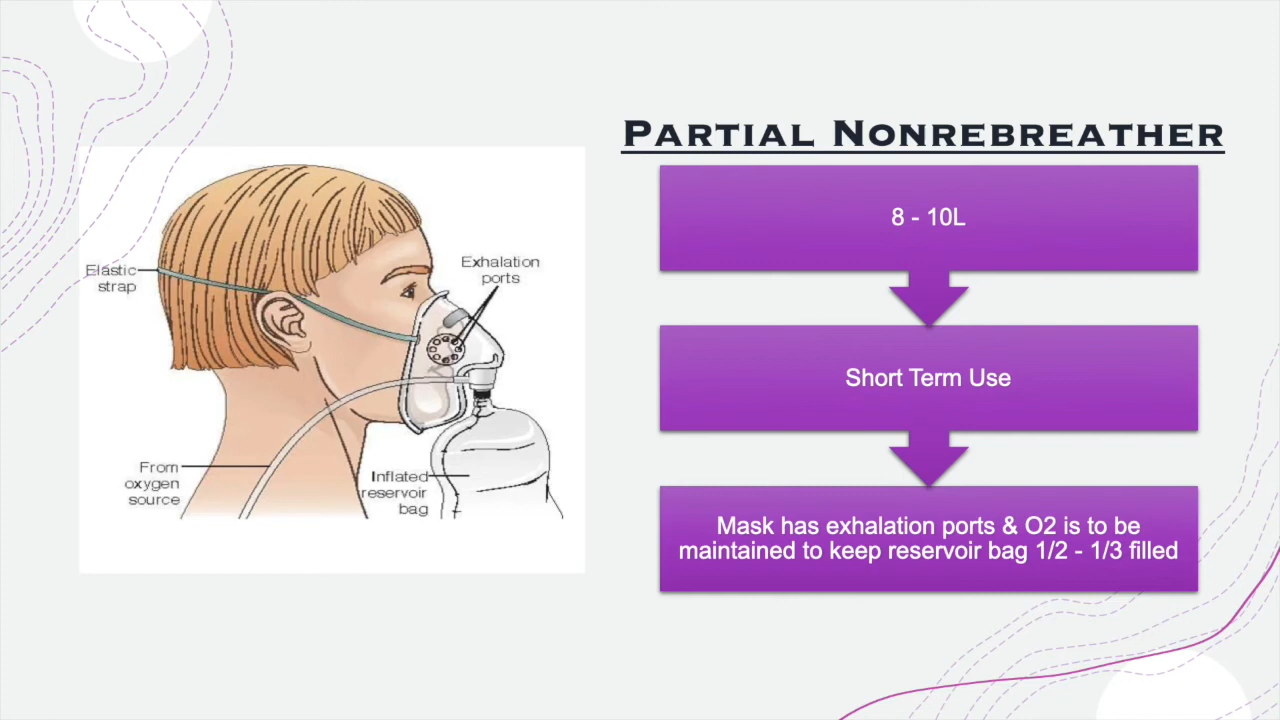 PARTIAL NONREBREATHER
8 - 10L
Short Term Use
Mask has exhalation ports & O2 is to be
maintained to keep reservoir bag 1/2 - 1/3 filled
Elastic
strap
Exhalation
ports
From
oxygen
source
Inflated
reservoir
bag